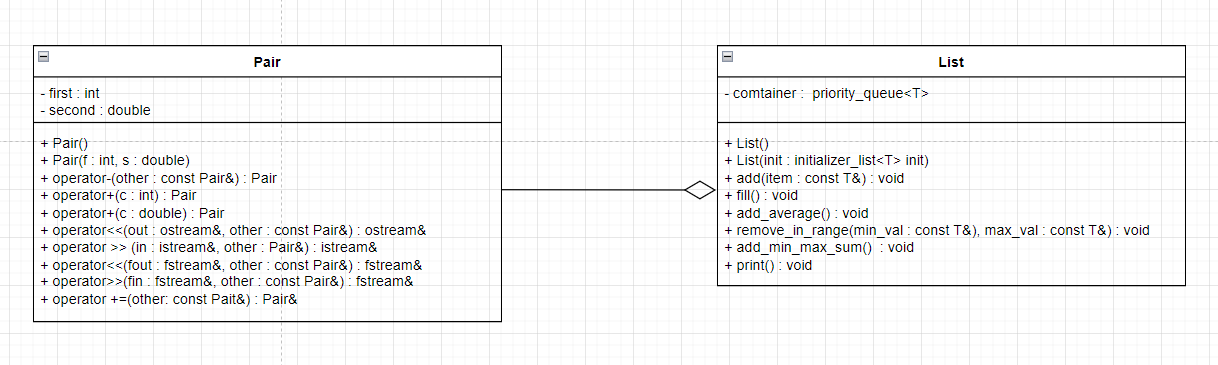 Pair
- first : int
- second : double
+ Pair()
+ Pair(f : int, s : double)
+ operator-(other : const Pair&) : Pair
+ operator+(c : int) : Pair
+ operator+(c : double) : Pair
+ operator<<(out : ostream&, other : const Pair&) : ostream&
+ operator >> (in : istream&, other : Pair&) : istream&
+ operator<<(fout : fstream&, other : const Pair&) : fstream&
+ operator>>(fin : fstream&, other : const Pair&) : fstream&
+ operator +=(other: const Pait&) : Pair&
List
- comtainer :  priority_queue<T>
+ List()
+ List(init : initializer_list<T> init)
+ add(item : const T&) : void
+ fill() : void
+ add_average() : void
+ remove_in_range(min_val : const T&), max_val : const T&) : void
+ add_min_max_sum()  : void
+ print() : void